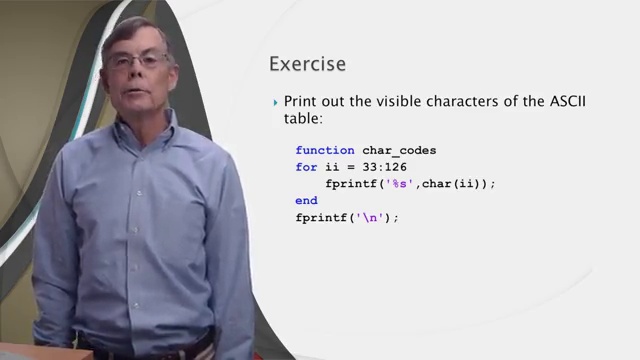 Exercise
Print out the visible characters of the ASCII
table:
function char_codes
for ii = 33:126
    fprintf('%s',char(ii));
end
fprintf('\n');